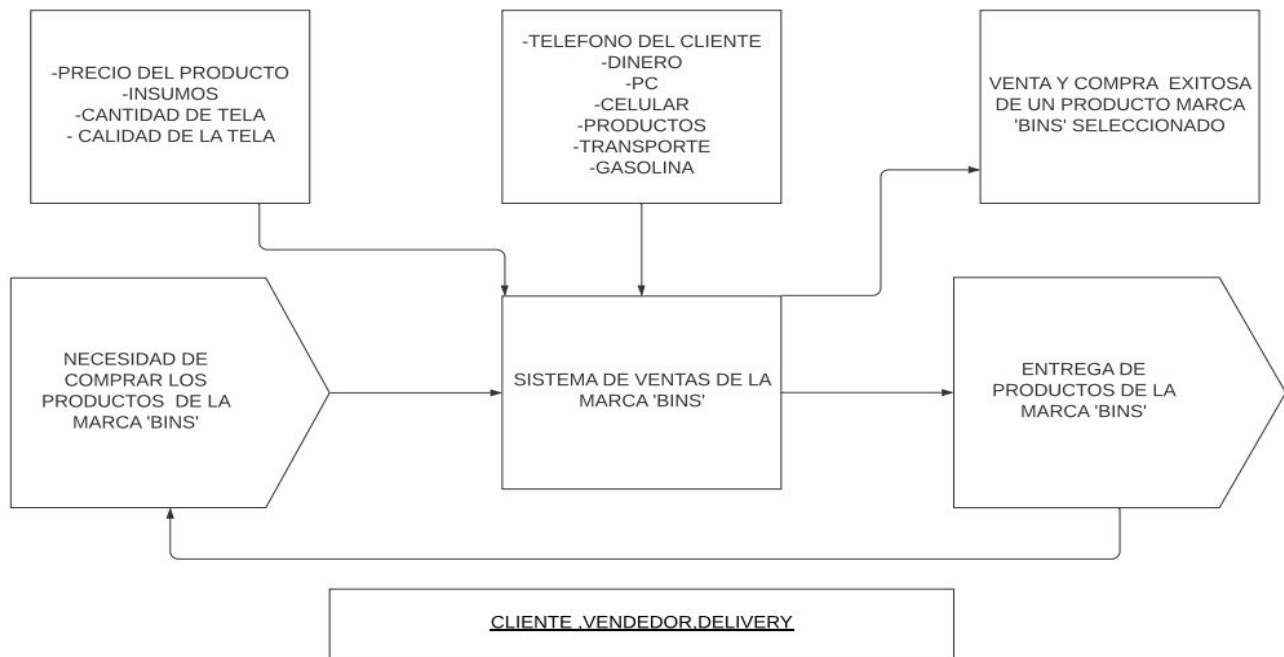 -PRECIO DEL PRODUCTO
-INSUMOS
-CANTIDAD DE TELA
- CALIDAD DE LA TELA
-TELEFONO DEL CLIENTE
-DINERO
-PC
-CELULAR
-PRODUCTOS
-TRANSPORTE
-GASOLINA
VENTA Y COMPRA EXITOSA
DE UN PRODUCTO MARCA
'BINS' SELECCIONADO
NECESIDAD DE
COMPRAR LOS
PRODUCTOS DE LA
MARCA 'BINS'
SISTEMA DE VENTAS DE LA
MARCA 'BINS'
ENTREGA DE
PRODUCTOS DE LA
MARCA 'BINS'
CLIENTE ,VENDEDOR,DELIVERY